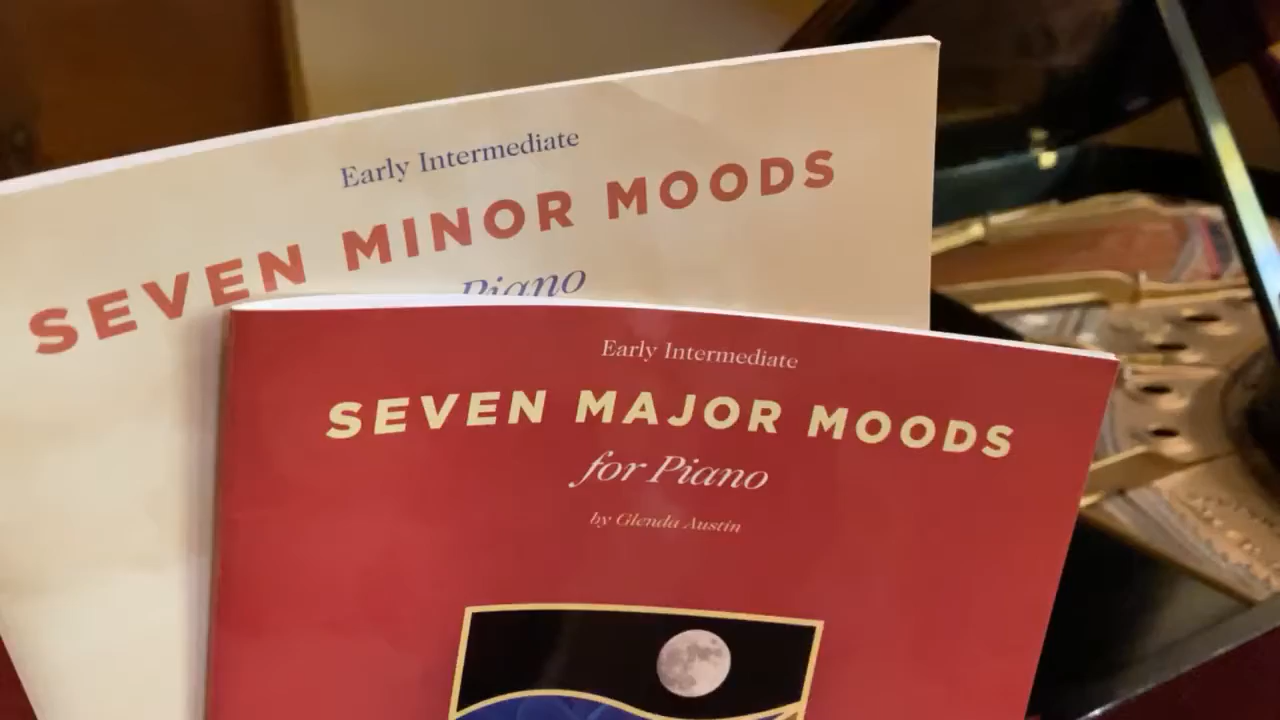 Early Intermediate
SEVEN MINOR MOODS
Piano
Early Intermediate
SEVEN MAJOR MOODS
for Piano
by Glenda Austin